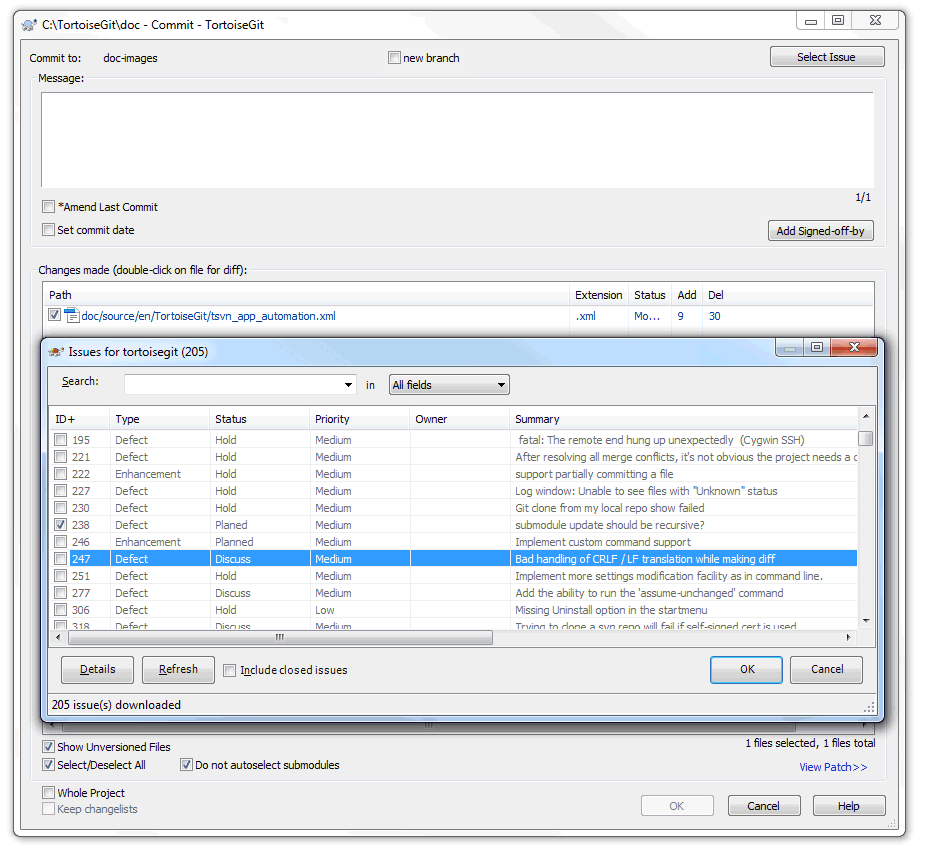 C:\TortoiseGit\doc - Commit - TortoiseGit
Commit to: doc-images new branch Select Issue
Message:
1/1
*Amend Last Commit
Set commit date Add Signed-off-by
Changes made (double-click on file for diff):
Path Extension Status Add Del
doc/source/en/TortoiseGit/tsvn_app_automation.xml .xml Mo... 9 30
Issues for tortoisegit (205)
Search: in All fields
ID+ Type Status Priority Owner Summary
195 Defect Hold Medium fatal: The remote end hung up unexpectedly (Cygwin SSH)
221 Defect Hold Medium After resolving all merge conflicts, it's not obvious the project needs a c
222 Enhancement Hold Medium support partially committing a file
227 Defect Hold Medium Log window: Unable to see files with "Unknown" status
230 Defect Hold Medium Git clone from my local repo show failed
238 Defect Planed Medium submodule update should be recursive?
246 Enhancement Planned Medium Implement custom command support
247 Defect Discuss Medium Bad handling of CRLF / LF translation while making diff
251 Defect Hold Medium Implement more settings modification facility as in command line.
277 Defect Discuss Medium Add the ability to run the 'assume-unchanged' command
306 Defect Hold Low Missing Uninstall option in the startmenu
318 Defect Discuss Medium Trying to clone a svn repo will fail if self-signed cert is used
Details Refresh Include closed issues OK Cancel
205 issue(s) downloaded
Show Unversioned Files 1 files selected, 1 files total
Select/Deselect All Do not autoselect submodules View Patch>>
Whole Project
Keep changelists OK Cancel Help